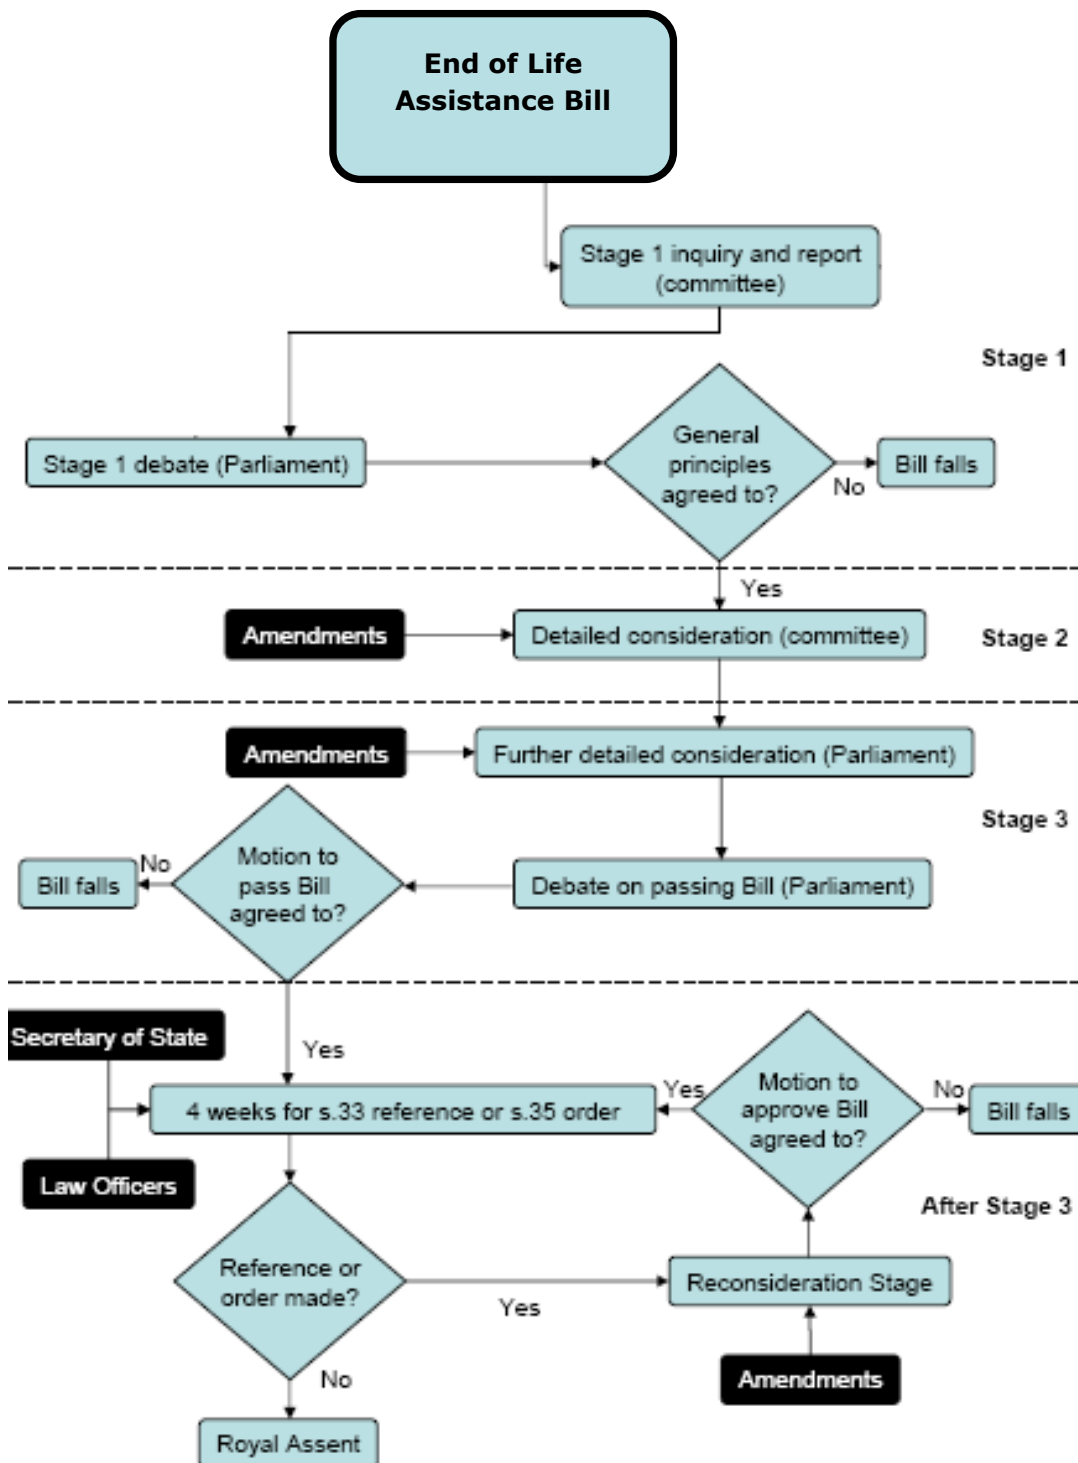 End of Life
Assistance Bill
Stage 1 inquiry and report
(committee)
Stage 1
Stage 1 debate (Parliament)
General
principles
agreed to?
No
Bill falls
Yes
Amendments
Detailed consideration (committee)
Stage 2
Amendments
Further detailed consideration (Parliament)
Stage 3
Bill falls
No
Motion to
pass Bill
agreed to?
Debate on passing Bill (Parliament)
Secretary of State
Yes
4 weeks for s.33 reference or s.35 order
Yes
Motion to
approve Bill
agreed to?
No
Bill falls
Law Officers
After Stage 3
Reference or
order made?
Yes
Reconsideration Stage
No
Amendments
Royal Assent